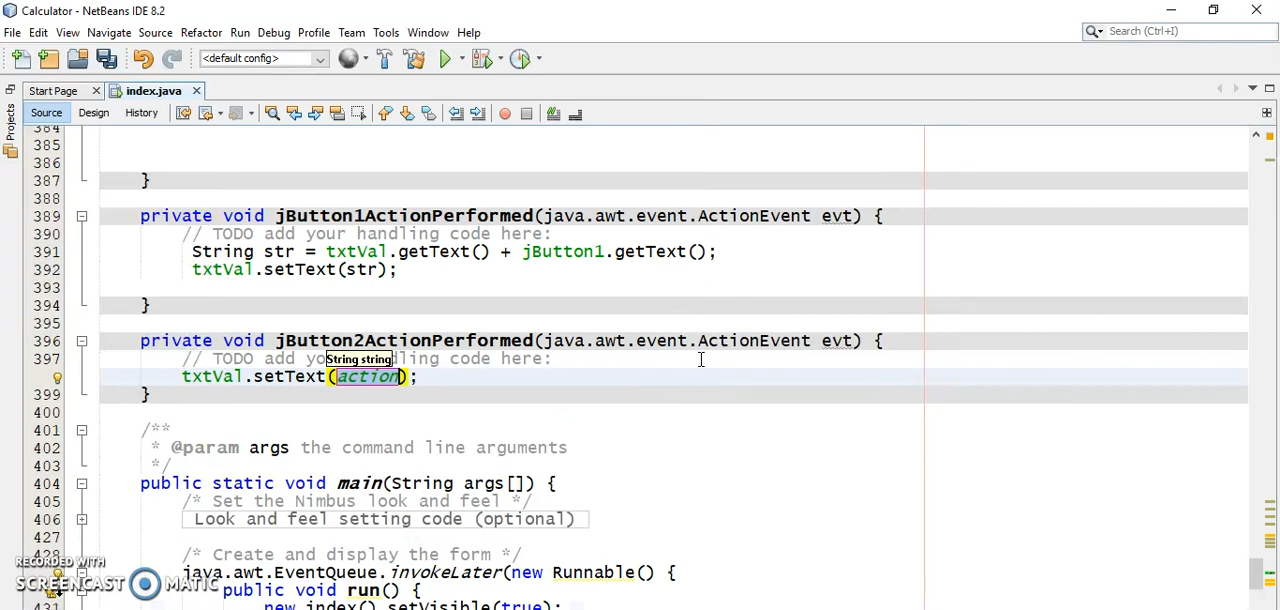 Calculator - NetBeans IDE 8.2
File Edit View Navigate Source Refactor Run Debug Profile Team Tools Window Help
Search (Ctrl+I)
<default config>
Start Page index.java
Projects
Source Design History
384
385
386
387 }
388
389 private void jButton1ActionPerformed(java.awt.event.ActionEvent evt) {
390 // TODO add your handling code here:
391 String str = txtVal.getText() + jButton1.getText();
392 txtVal.setText(str);
393
394 }
395
396 private void jButton2ActionPerformed(java.awt.event.ActionEvent evt) {
397 // TODO add yo String string ndling code here:
txtVal.setText(action);
399 }
400
401 /**
402 * @param args the command line arguments
403 */
404 public static void main(String args[]) {
405 /* Set the Nimbus look and feel */
406 Look and feel setting code (optional)
427
428 /* Create and display the form */
java.awt.EventQueue.invokeLater(new Runnable() {
public void run() {
431 new index().setVisible(true);
RECORDED WITH
SCREENCAST MATIC